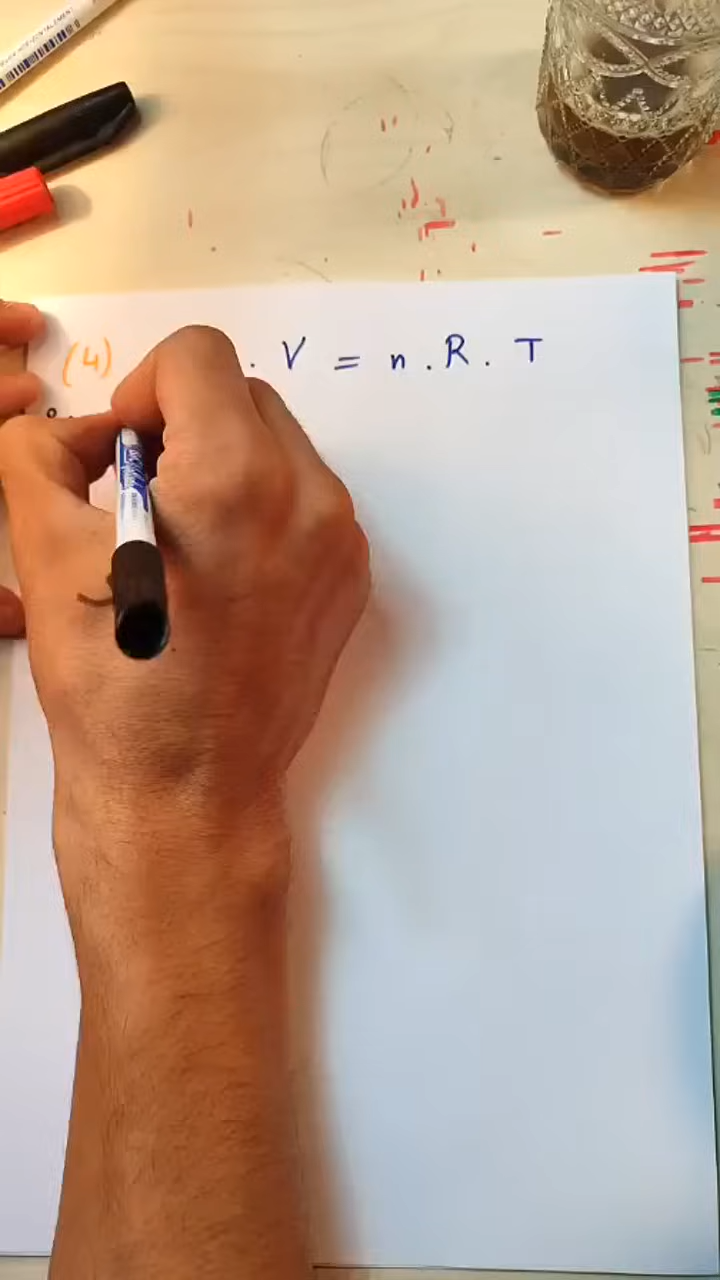 (4) . V = n . R . T